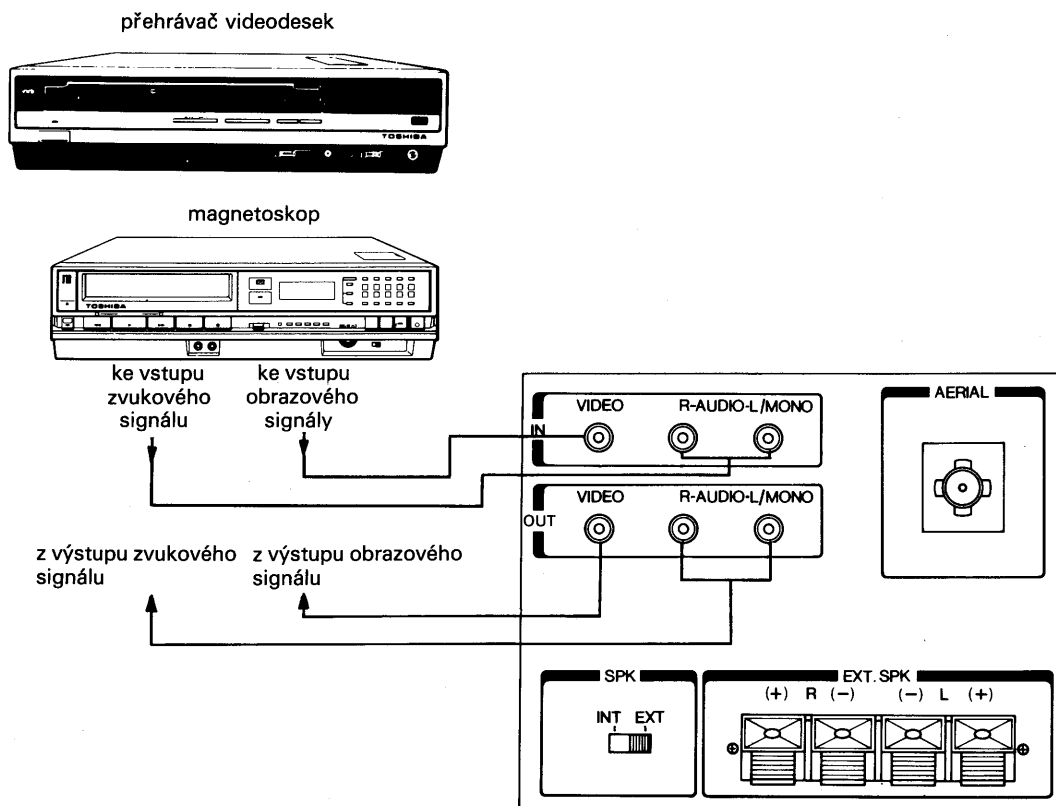 přehrávač videodesek
TOSHIBA
magnetoskop
TOSHIBA
ke vstupu
zvukového
signálu
ke vstupu
obrazového
signály
IN
VIDEO
R-AUDIO-L/MONO
AERIAL
OUT
VIDEO
R-AUDIO-L/MONO
z výstupu zvukového
signálu
z výstupu obrazového
signálu
SPK
INT EXT
EXT. SPK
(+) R (-) (-) L (+)